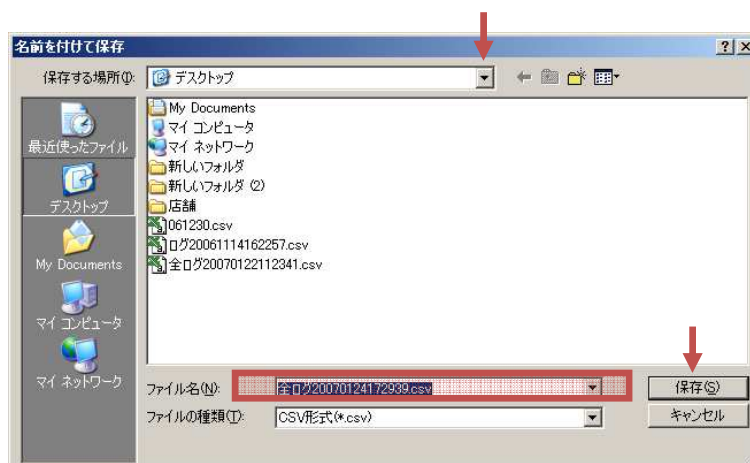 名前を付けて保存
保存する場所(I):
デスクトップ
最近使ったファイル
デスクトップ
My Documents
マイ コンピュータ
マイ ネットワーク
My Documents
マイ コンピュータ
マイ ネットワーク
新しいフォルダ
新しいフォルダ (2)
店舗
061230.csv
ログ20061114162257.csv
全ログ20070122112341.csv
ファイル名(N):
全ログ20070124172939.csv
保存(S)
ファイルの種類(T):
CSV形式(*.csv)
キャンセル